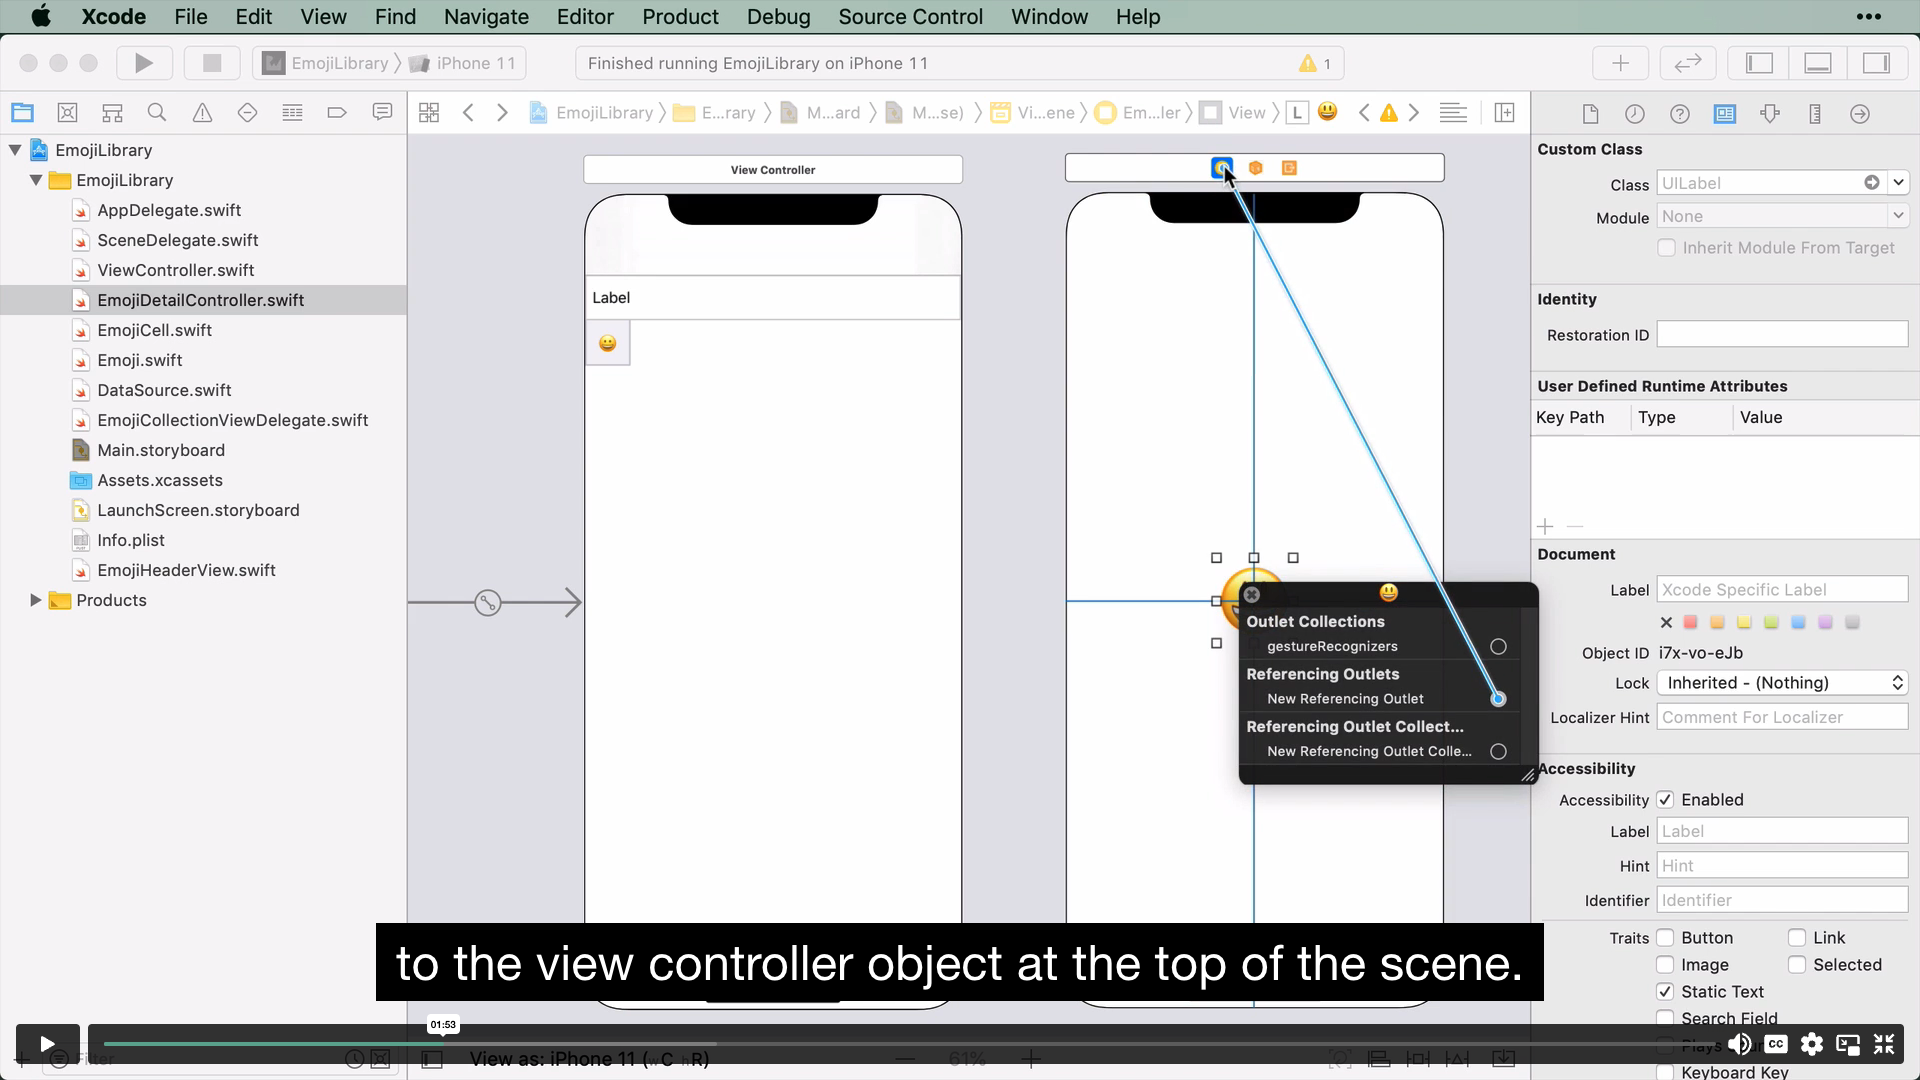 Xcode File Edit View Find Navigate Editor Product Debug Source Control Window Help
EmojiLibrary iPhone 11
Finished running EmojiLibrary on iPhone 11
1
EmojiLibrary E...rary M...ard M...se) Vi...ene Em...ler View L
EmojiLibrary
EmojiLibrary
AppDelegate.swift
SceneDelegate.swift
ViewController.swift
EmojiDetailController.swift
EmojiCell.swift
Emoji.swift
DataSource.swift
EmojiCollectionViewDelegate.swift
Main.storyboard
Assets.xcassets
LaunchScreen.storyboard
Info.plist
EmojiHeaderView.swift
Products
Filter
View Controller
Label
Outlet Collections
gestureRecognizers
Referencing Outlets
New Referencing Outlet
Referencing Outlet Collect...
New Referencing Outlet Colle...
Custom Class
Class UILabel
Module None
Inherit Module From Target
Identity
Restoration ID
User Defined Runtime Attributes
Key Path Type Value
Document
Label Xcode Specific Label
Object ID i7x-vo-eJb
Lock Inherited - (Nothing)
Localizer Hint Comment For Localizer
Accessibility
Accessibility Enabled
Label Label
Hint Hint
Identifier Identifier
Traits Button Link
Image Selected
Static Text
Search Field
Keyboard Key
to the view controller object at the top of the scene.
01:53
CC
View as: iPhone 11 (wC hR)
61%